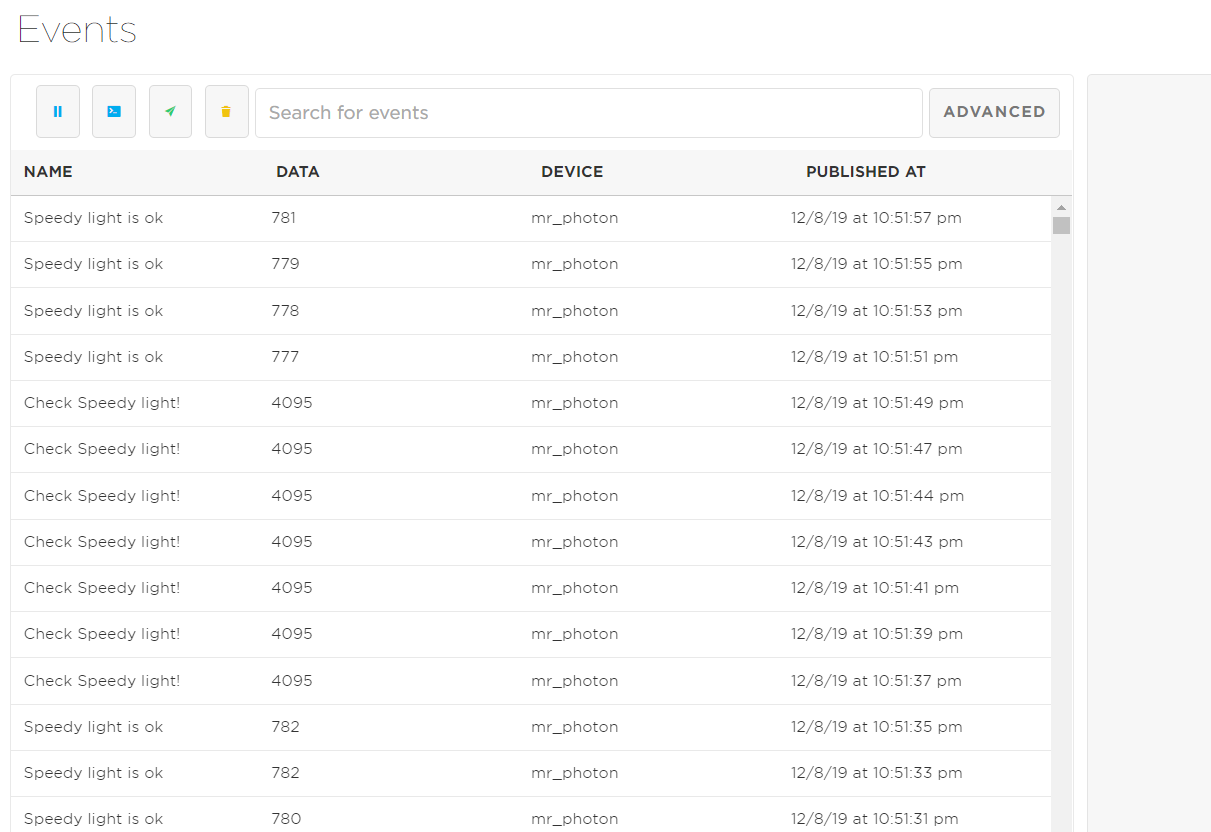 Events
Search for events ADVANCED
NAME DATA DEVICE PUBLISHED AT
Speedy light is ok 781 mr_photon 12/8/19 at 10:51:57 pm
Speedy light is ok 779 mr_photon 12/8/19 at 10:51:55 pm
Speedy light is ok 778 mr_photon 12/8/19 at 10:51:53 pm
Speedy light is ok 777 mr_photon 12/8/19 at 10:51:51 pm
Check Speedy light! 4095 mr_photon 12/8/19 at 10:51:49 pm
Check Speedy light! 4095 mr_photon 12/8/19 at 10:51:47 pm
Check Speedy light! 4095 mr_photon 12/8/19 at 10:51:44 pm
Check Speedy light! 4095 mr_photon 12/8/19 at 10:51:43 pm
Check Speedy light! 4095 mr_photon 12/8/19 at 10:51:41 pm
Check Speedy light! 4095 mr_photon 12/8/19 at 10:51:39 pm
Check Speedy light! 4095 mr_photon 12/8/19 at 10:51:37 pm
Speedy light is ok 782 mr_photon 12/8/19 at 10:51:35 pm
Speedy light is ok 782 mr_photon 12/8/19 at 10:51:33 pm
Speedy light is ok 780 mr_photon 12/8/19 at 10:51:31 pm